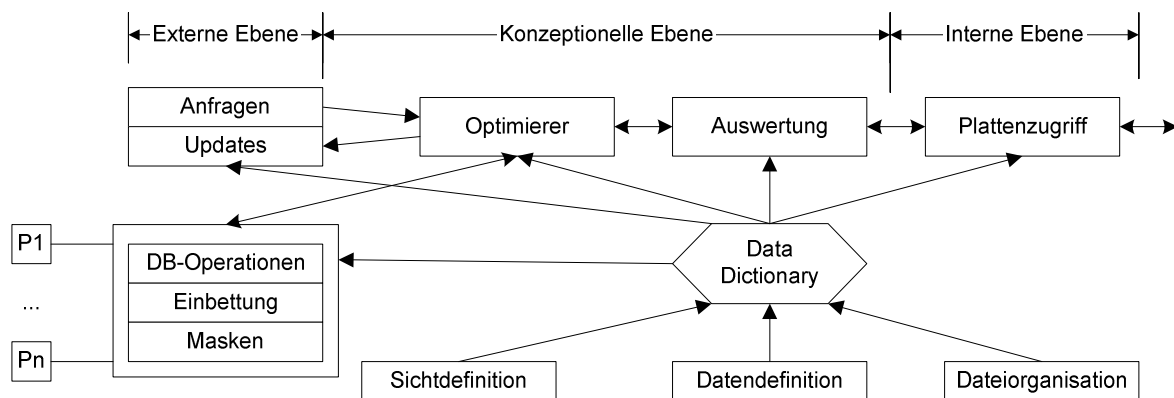 Externe Ebene
Konzeptionelle Ebene
Interne Ebene
Anfragen
Updates
Optimierer
Auswertung
Plattenzugriff
P1
...
Pn
DB-Operationen
Einbettung
Masken
Data
Dictionary
Sichtdefinition
Datendefinition
Dateiorganisation